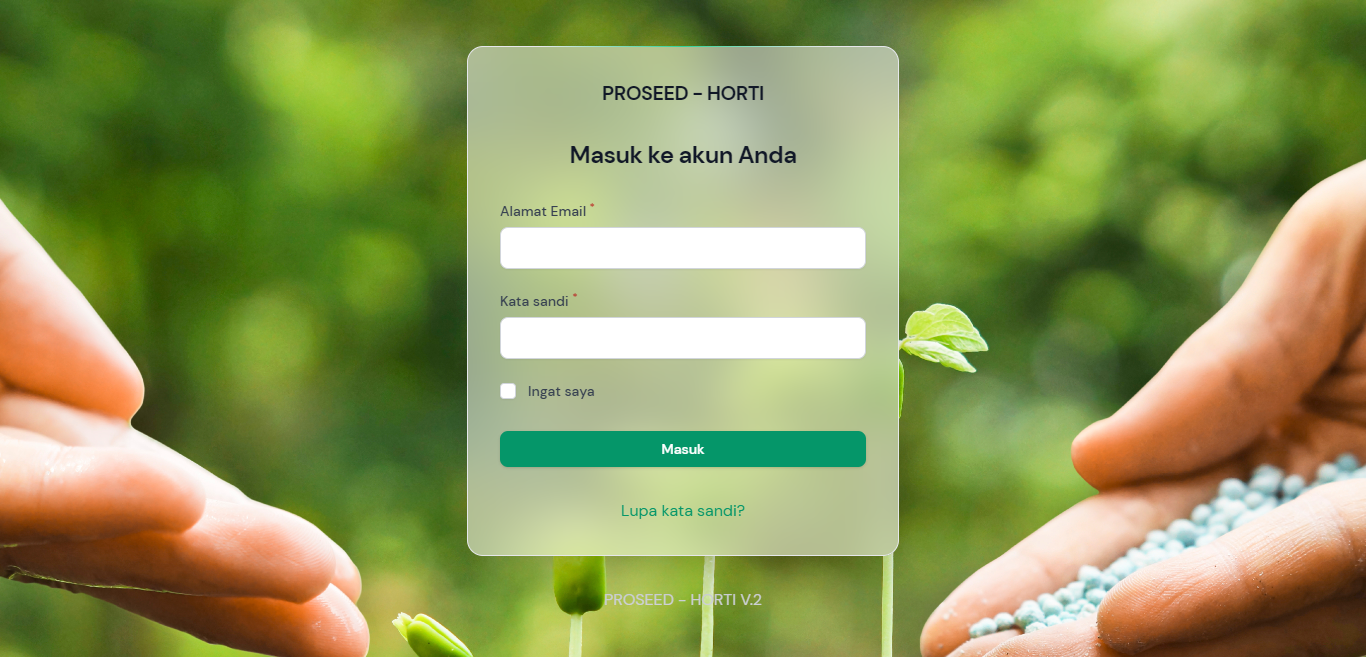 PROSEED - HORTI
Masuk ke akun Anda
Alamat Email *
Kata sandi *
Ingat saya
Masuk
Lupa kata sandi?
PROSEED - HORTI V.2